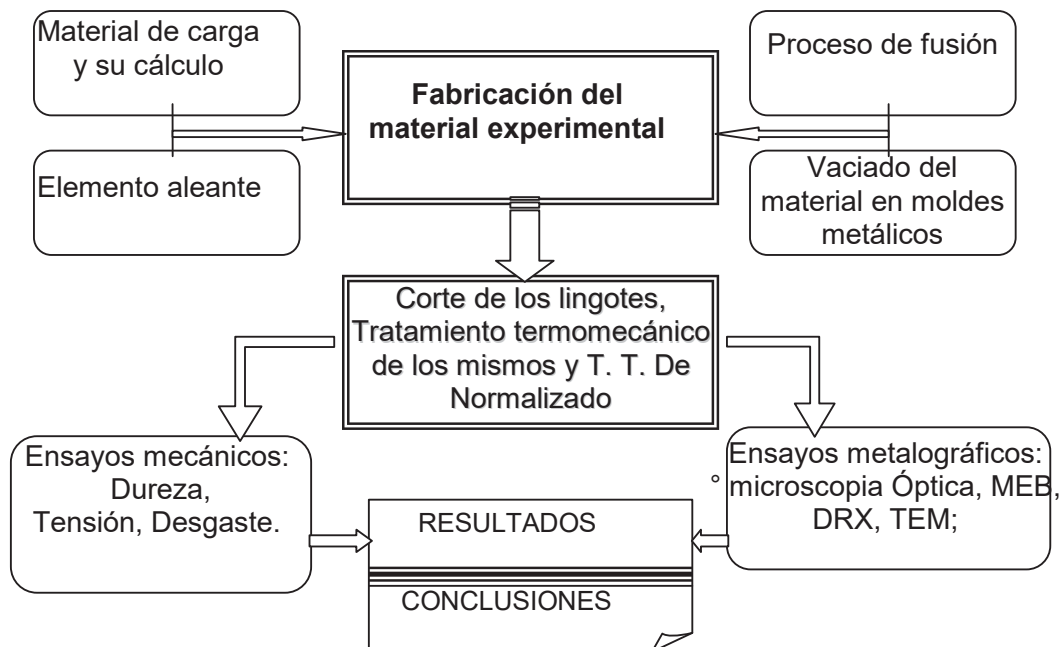 Material de carga
y su cálculo
Elemento aleante
Fabricación del
material experimental
Proceso de fusión
Vaciado del
material en moldes
metálicos
Corte de los lingotes,
Tratamiento termomecánico
de los mismos y T. T. De
Normalizado
Ensayos mecánicos:
Dureza,
Tensión, Desgaste.
Ensayos metalográficos:
° microscopia Óptica, MEB,
DRX, TEM;
RESULTADOS
CONCLUSIONES